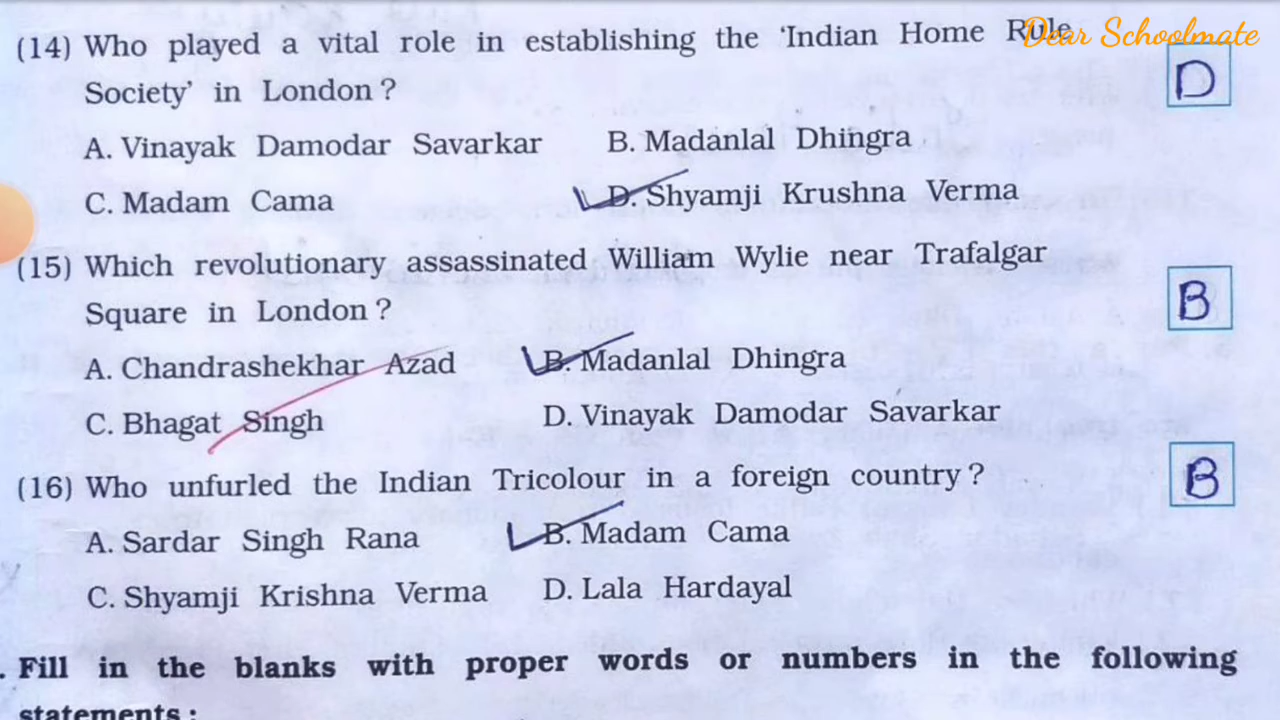 Dear Schoolmate
(14) Who played a vital role in establishing the 'Indian Home Rule
Society' in London ?
D
A. Vinayak Damodar Savarkar B. Madanlal Dhingra
C. Madam Cama D. Shyamji Krushna Verma
(15) Which revolutionary assassinated William Wylie near Trafalgar
Square in London ?
B
A. Chandrashekhar Azad B. Madanlal Dhingra
C. Bhagat Singh D. Vinayak Damodar Savarkar
(16) Who unfurled the Indian Tricolour in a foreign country ?
B
A. Sardar Singh Rana B. Madam Cama
C. Shyamji Krishna Verma D. Lala Hardayal
. Fill in the blanks with proper words or numbers in the following
statements :